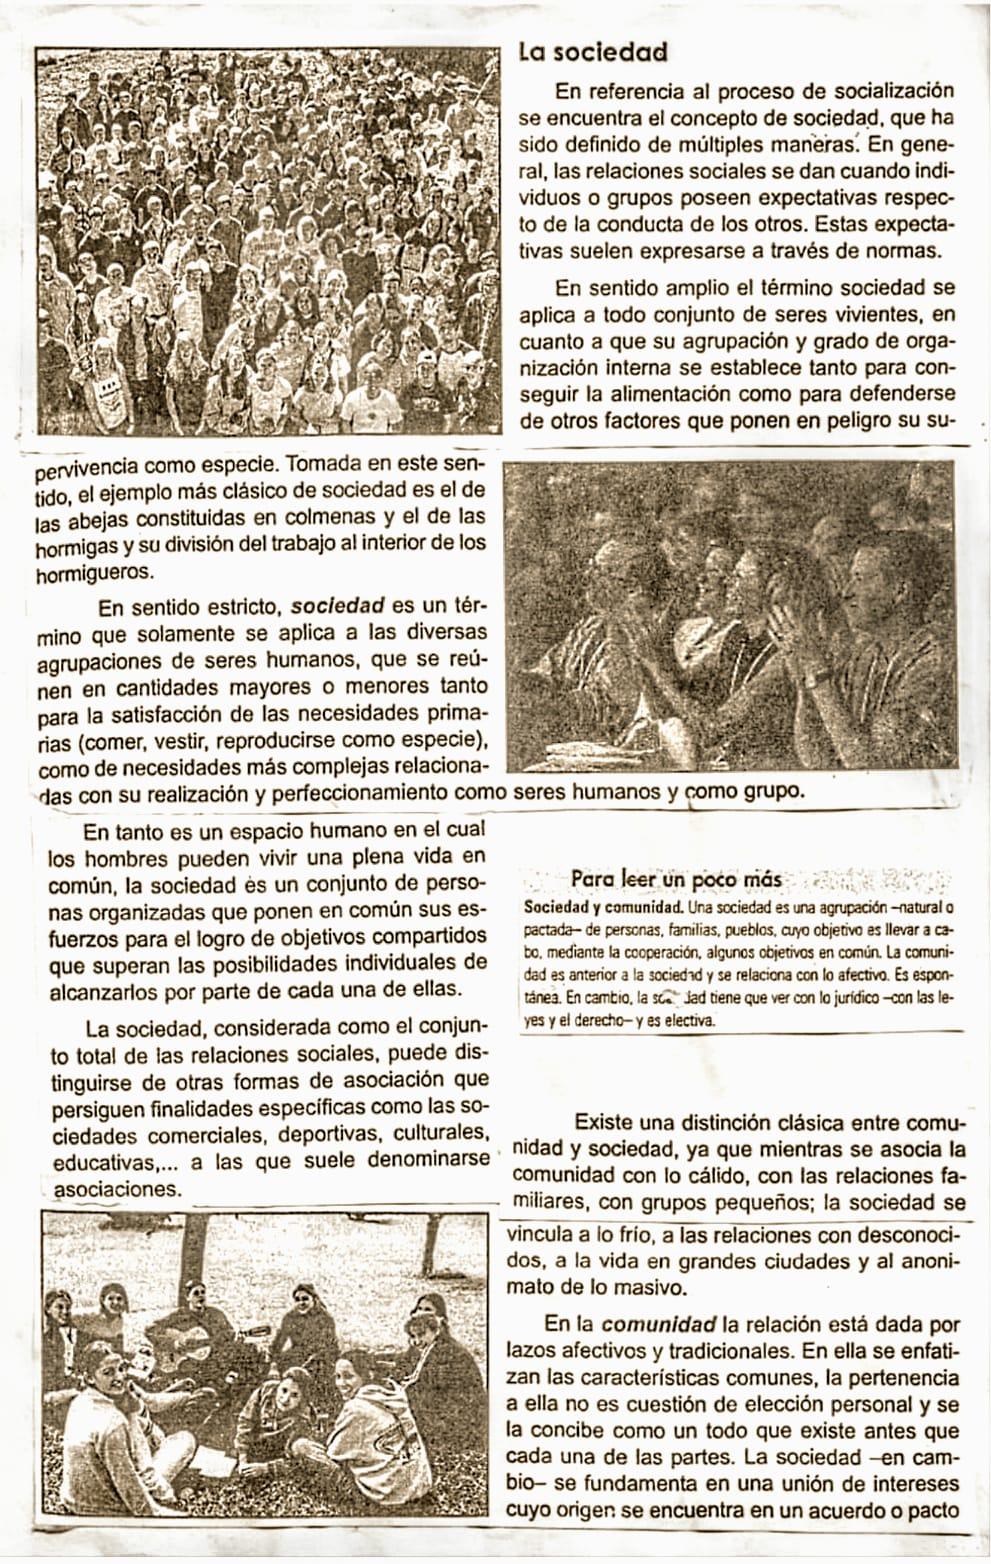 La sociedad
En referencia al proceso de socialización
se encuentra el concepto de sociedad, que ha
sido definido de múltiples maneras. En gene-
ral, las relaciones sociales se dan cuando indi-
viduos o grupos poseen expectativas respec-
to de la conducta de los otros. Estas expecta-
tivas suelen expresarse a través de normas.
En sentido amplio el término sociedad se
aplica a todo conjunto de seres vivientes, en
cuanto a que su agrupación y grado de orga-
nización interna se establece tanto para con-
seguir la alimentación como para defenderse
de otros factores que ponen en peligro su su-
pervivencia como especie. Tomada en este sen-
tido, el ejemplo más clásico de sociedad es el de
las abejas constituidas en colmenas y el de las
hormigas y su división del trabajo al interior de los
hormigueros.
En sentido estricto, sociedad es un tér-
mino que solamente se aplica a las diversas
agrupaciones de seres humanos, que se reú-
nen en cantidades mayores o menores tanto
para la satisfacción de las necesidades prima-
rias (comer, vestir, reproducirse como especie),
como de necesidades más complejas relaciona-
das con su realización y perfeccionamiento como seres humanos y como grupo.
En tanto es un espacio humano en el cual
los hombres pueden vivir una plena vida en
común, la sociedad es un conjunto de perso-
nas organizadas que ponen en común sus es-
fuerzos para el logro de objetivos compartidos
que superan las posibilidades individuales de
alcanzarlos por parte de cada una de ellas.
La sociedad, considerada como el conjun-
to total de las relaciones sociales, puede dis-
tinguirse de otras formas de asociación que
persiguen finalidades específicas como las so-
ciedades comerciales, deportivas, culturales,
educativas,... a las que suele denominarse
asociaciones.
Para leer un poco más
Sociedad y comunidad. Una sociedad es una agrupación –natural o
pactada– de personas, familias, pueblos, cuyo objetivo es llevar a ca-
bo, mediante la cooperación, algunos objetivos en común. La comuni-
dad es anterior a la sociedad y se relaciona con lo afectivo. Es espon-
tánea. En cambio, la sociedad tiene que ver con lo jurídico –con las le-
yes y el derecho– y es electiva.
Existe una distinción clásica entre comu-
nidad y sociedad, ya que mientras se asocia la
comunidad con lo cálido, con las relaciones fa-
miliares, con grupos pequeños; la sociedad se
vincula a lo frío, a las relaciones con desconoci-
dos, a la vida en grandes ciudades y al anoni-
mato de lo masivo.
En la comunidad la relación está dada por
lazos afectivos y tradicionales. En ella se enfati-
zan las características comunes, la pertenencia
a ella no es cuestión de elección personal y se
la concibe como un todo que existe antes que
cada una de las partes. La sociedad –en cam-
bio– se fundamenta en una unión de intereses
cuyo origen se encuentra en un acuerdo o pacto